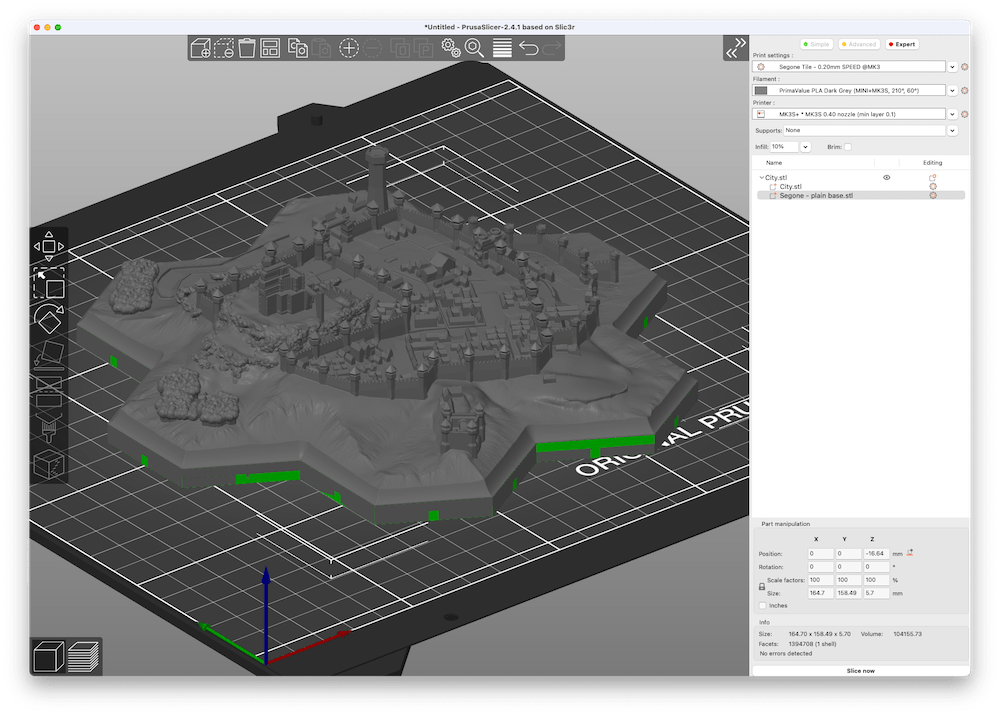 *Untitled - PrusaSlicer-2.4.1 based on Slic3r
Simple Advanced Expert
Print settings :
Segone Tile - 0.20mm SPEED @MK3
Filament :
PrimaValue PLA Dark Grey (MINI+MK3S, 210°, 60°)
Printer :
MK3S+ * MK3S 0.40 nozzle (min layer 0.1)
Supports: None
Infill: 10% Brim:
Name Editing
City.stl
City.stl
Segone - plain base.stl
Part manipulation
X Y Z
Position: 0 0 -16.64 mm
Rotation: 0 0 0 °
Scale factors: 100 100 100 %
Size: 164.7 158.49 5.7 mm
Inches
Info
Size: 164.70 x 158.49 x 5.70 Volume: 104155.73
Facets: 1394708 (1 shell)
No errors detected
Slice now